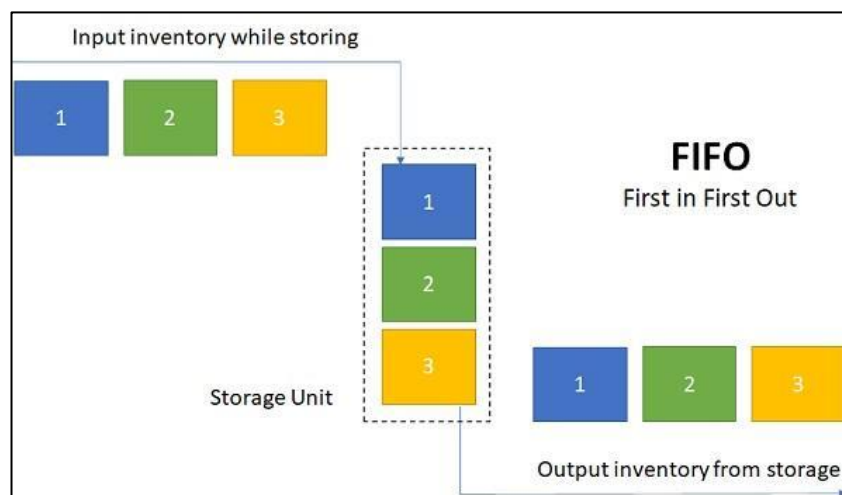 Input inventory while storing
1 2 3
1
2
3
FIFO
First in First Out
Storage Unit
1 2 3
Output inventory from storage